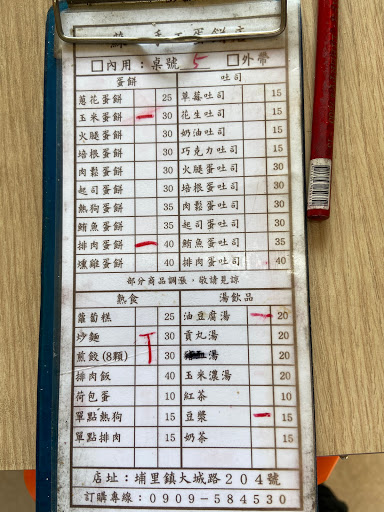 □內用：桌號 5 □外帶
蛋餅 吐司
蔥花蛋餅 25 草莓吐司 15
玉米蛋餅 一 30 花生吐司 15
火腿蛋餅 30 奶油吐司 15
培根蛋餅 30 巧克力吐司 15
肉鬆蛋餅 30 火腿蛋吐司 30
起司蛋餅 30 培根蛋吐司 30
熱狗蛋餅 35 肉鬆蛋吐司 30
鮪魚蛋餅 35 起司蛋吐司 30
排肉蛋餅 一 40 鮪魚蛋吐司 35
燻雞蛋餅 40 排肉蛋吐司 40
部分商品調漲，敬請見諒
熱食 湯飲品
蘿蔔糕 25 油豆腐湯 一 20
炒麵 30 貢丸湯 20
煎餃(8顆) 30 湯 20
排肉飯 40 玉米濃湯 20
荷包蛋 10 紅茶 10
單點熱狗 15 豆漿 一 15
單點排肉 15 奶茶 15
店址：埔里鎮大城路204號
訂購專線：0909-584530